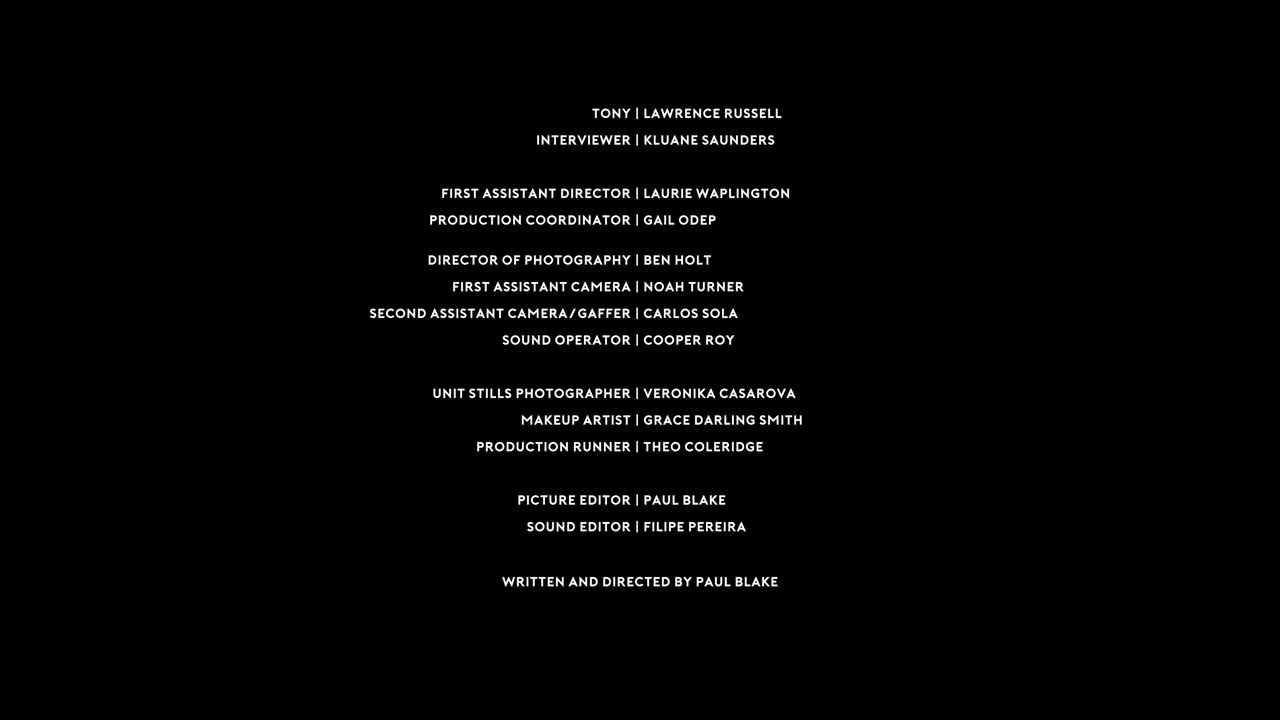 TONY | LAWRENCE RUSSELL
INTERVIEWER | KLUANE SAUNDERS
FIRST ASSISTANT DIRECTOR | LAURIE WAPLINGTON
PRODUCTION COORDINATOR | GAIL ODEP
DIRECTOR OF PHOTOGRAPHY | BEN HOLT
FIRST ASSISTANT CAMERA | NOAH TURNER
SECOND ASSISTANT CAMERA/GAFFER | CARLOS SOLA
SOUND OPERATOR | COOPER ROY
UNIT STILLS PHOTOGRAPHER | VERONIKA CASAROVA
MAKEUP ARTIST | GRACE DARLING SMITH
PRODUCTION RUNNER | THEO COLERIDGE
PICTURE EDITOR | PAUL BLAKE
SOUND EDITOR | FILIPE PEREIRA
WRITTEN AND DIRECTED BY PAUL BLAKE